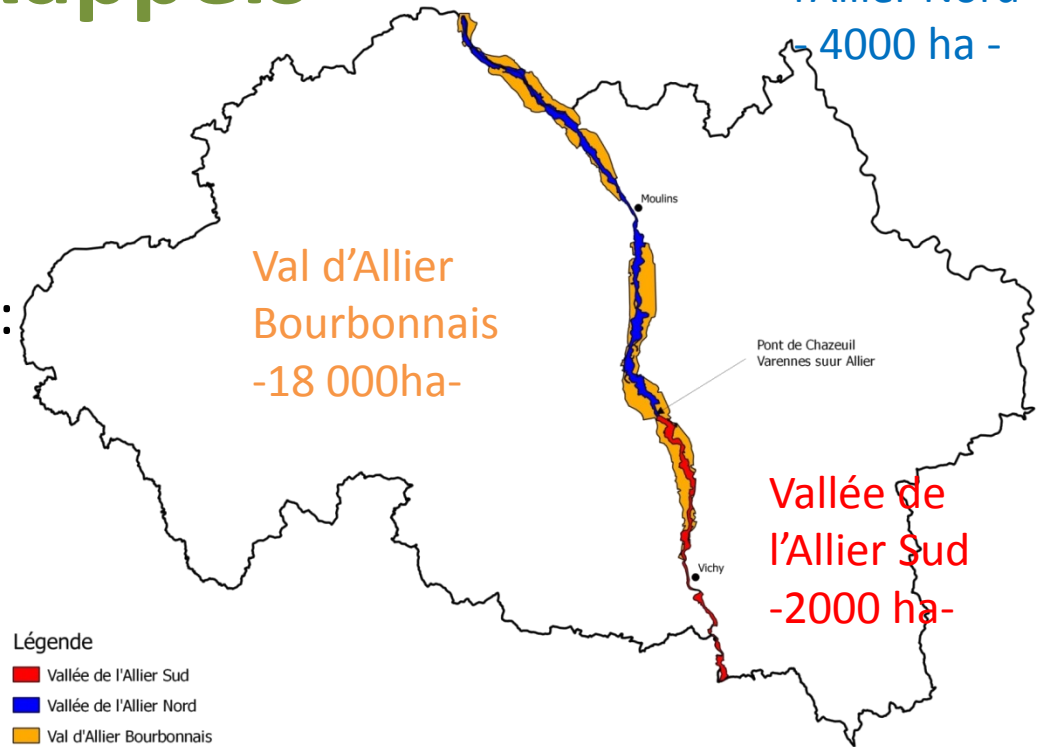 - 4000 ha -
Moulins
Val d’Allier
Bourbonnais
-18 000ha-
:
Pont de Chazeuil
Varennes suur Allier
Vallée de
l’Allier Sud
-2000 ha-
Vichy
Légende
Vallée de l'Allier Sud
Vallée de l'Allier Nord
Val d'Allier Bourbonnais